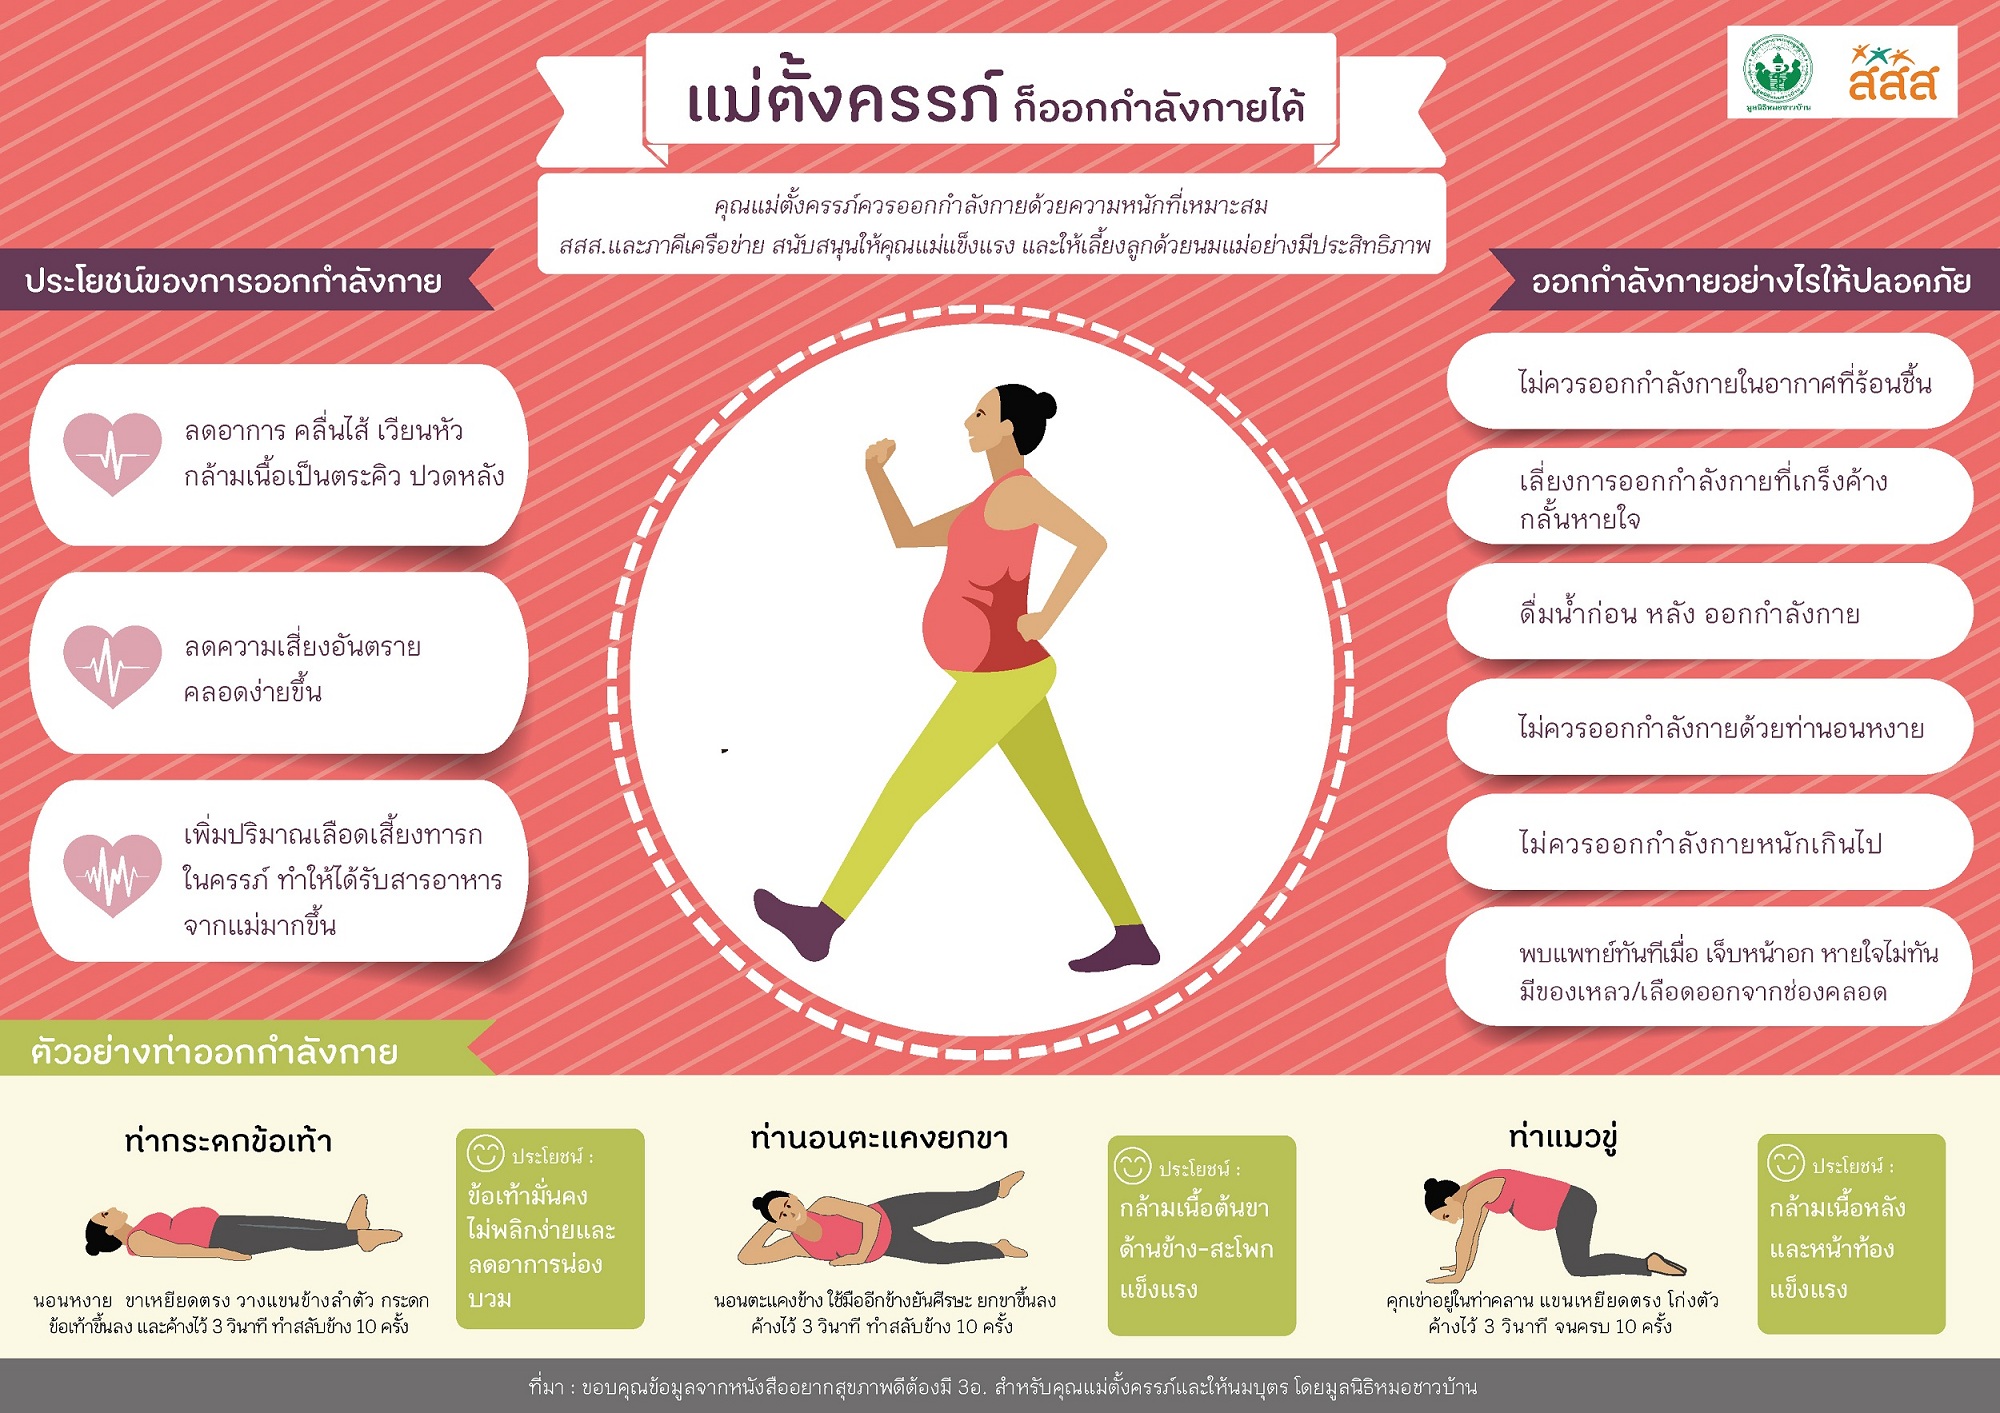 แม่ตั้งครรภ์ ก็ออกกำลังกายได้
มูลนิธิหมอชาวบ้าน
สสส
คุณแม่ตั้งครรภ์ควรออกกำลังกายด้วยความหนักที่เหมาะสม
สสส.และภาคีเครือข่าย สนับสนุนให้คุณแม่แข็งแรง และให้เลี้ยงลูกด้วยนมแม่อย่างมีประสิทธิภาพ
ประโยชน์ของการออกกำลังกาย
ลดอาการ คลื่นไส้ เวียนหัว
กล้ามเนื้อเป็นตระคิว ปวดหลัง
ลดความเสี่ยงอันตราย
คลอดง่ายขึ้น
เพิ่มปริมาณเลือดเสี้ยงทารก
ในครรภ์ ทำให้ได้รับสารอาหาร
จากแม่มากขึ้น
ออกกำลังกายอย่างไรให้ปลอดภัย
ไม่ควรออกกำลังกายในอากาศที่ร้อนชื้น
เลี่ยงการออกกำลังกายที่เกร็งค้าง
กลั้นหายใจ
ดื่มน้ำก่อน หลัง ออกกำลังกาย
ไม่ควรออกกำลังกายด้วยท่านอนหงาย
ไม่ควรออกกำลังกายหนักเกินไป
พบแพทย์ทันทีเมื่อ เจ็บหน้าอก หายใจไม่ทัน
มีของเหลว/เลือดออกจากช่องคลอด
ตัวอย่างท่าออกกำลังกาย
ท่ากระดกข้อเท้า
นอนหงาย ขาเหยียดตรง วางแขนข้างลำตัว กระดก
ข้อเท้าขึ้นลง และค้างไว้ 3 วินาที ทำสลับข้าง 10 ครั้ง
ประโยชน์ :
ข้อเท้ามั่นคง
ไม่พลิกง่ายและ
ลดอาการน่อง
บวม
ท่านอนตะแคงยกขา
นอนตะแคงข้าง ใช้มืออีกข้างยันศีรษะ ยกขาขึ้นลง
ค้างไว้ 3 วินาที ทำสลับข้าง 10 ครั้ง
ประโยชน์ :
กล้ามเนื้อต้นขา
ด้านข้าง-สะโพก
แข็งแรง
ท่าแมวขู่
คุกเข่าอยู่ในท่าคลาน แขนเหยียดตรง โก่งตัว
ค้างไว้ 3 วินาที จนครบ 10 ครั้ง
ประโยชน์ :
กล้ามเนื้อหลัง
และหน้าท้อง
แข็งแรง
ที่มา : ขอบคุณข้อมูลจากหนังสืออยากสุขภาพดีต้องมี 3อ. สำหรับคุณแม่ตั้งครรภ์และให้นมบุตร โดยมูลนิธิหมอชาวบ้าน